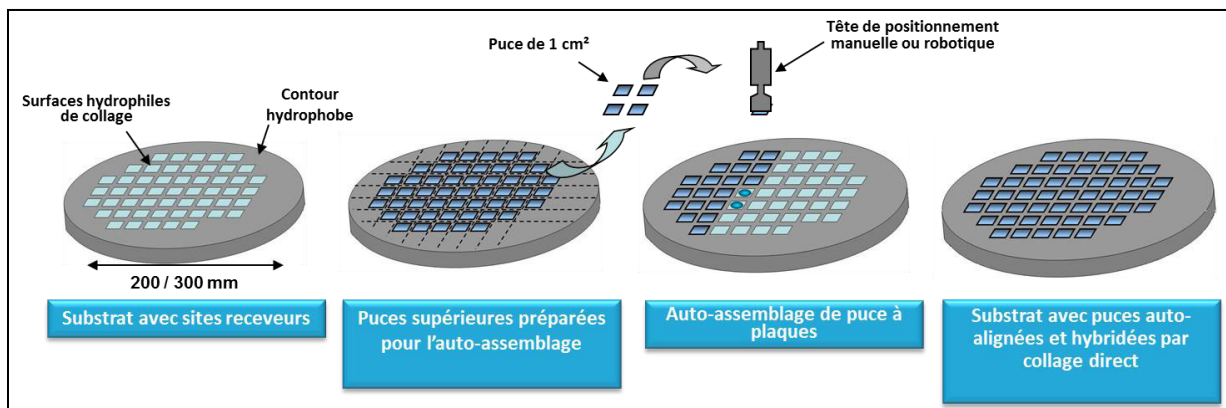 Puce de 1 cm²
Tête de positionnement
manuelle ou robotique
Surfaces hydrophiles
de collage
Contour
hydrophobe
200 / 300 mm
Substrat avec sites receveurs
Puces supérieures préparées
pour l’auto-assemblage
Auto-assemblage de puce à
plaques
Substrat avec puces auto-
alignées et hybridées par
collage direct